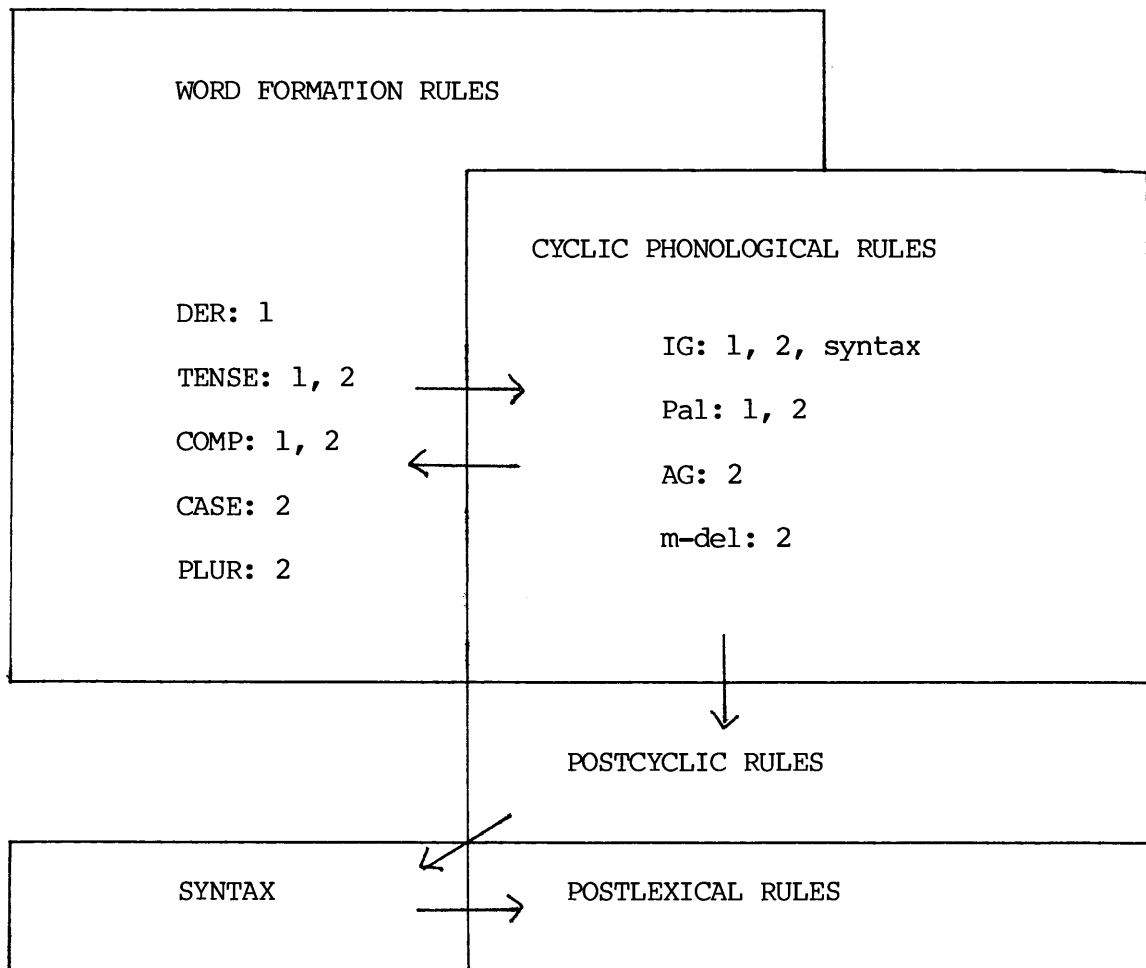 WORD FORMATION RULES
CYCLIC PHONOLOGICAL RULES
DER: 1
TENSE: 1, 2
COMP: 1, 2
CASE: 2
PLUR: 2
IG: 1, 2, syntax
Pal: 1, 2
AG: 2
m-del: 2
POSTCYCLIC RULES
SYNTAX
POSTLEXICAL RULES